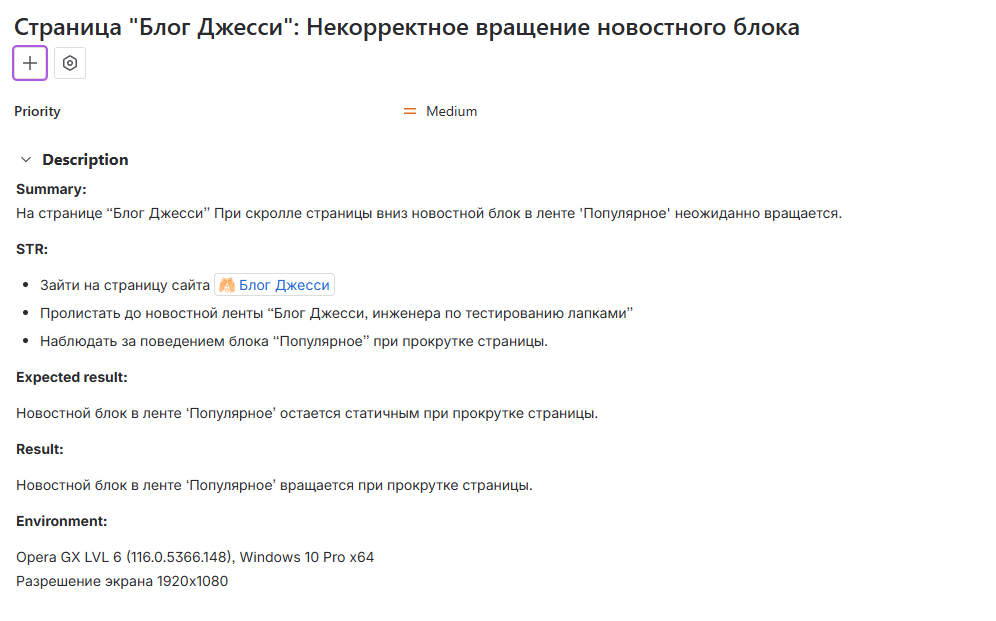 Страница "Блог Джесси": Некорректное вращение новостного блока
Priority
Medium
Description
Summary:
На странице “Блог Джесси” При скролле страницы вниз новостной блок в ленте 'Популярное' неожиданно вращается.
STR:
• Зайти на страницу сайта Блог Джесси
• Пролистать до новостной ленты “Блог Джесси, инженера по тестированию лапками”
• Наблюдать за поведением блока “Популярное” при прокрутке страницы.
Expected result:
Новостной блок в ленте ‘Популярное’ остается статичным при прокрутке страницы.
Result:
Новостной блок в ленте ‘Популярное’ вращается при прокрутке страницы.
Environment:
Opera GX LVL 6 (116.0.5366.148), Windows 10 Pro x64
Разрешение экрана 1920x1080